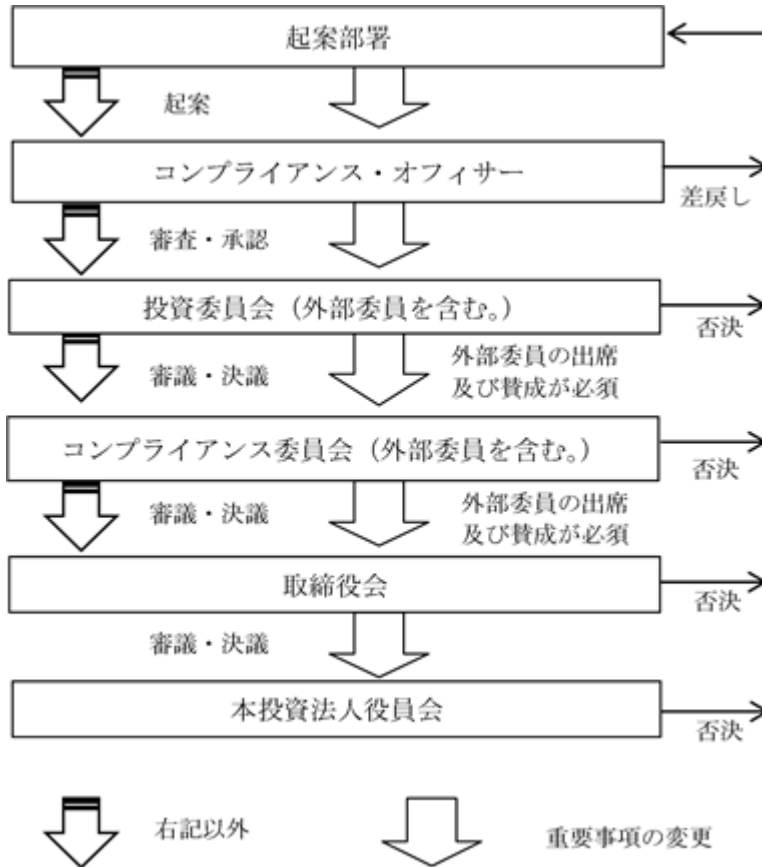 起案部署
起案
コンプライアンス・オフィサー
差戻し
審査・承認
投資委員会（外部委員を含む。）
否決
審議・決議
外部委員の出席
及び賛成が必須
コンプライアンス委員会（外部委員を含む。）
否決
審議・決議
外部委員の出席
及び賛成が必須
取締役会
否決
審議・決議
本投資法人役員会
否決
右記以外
重要事項の変更